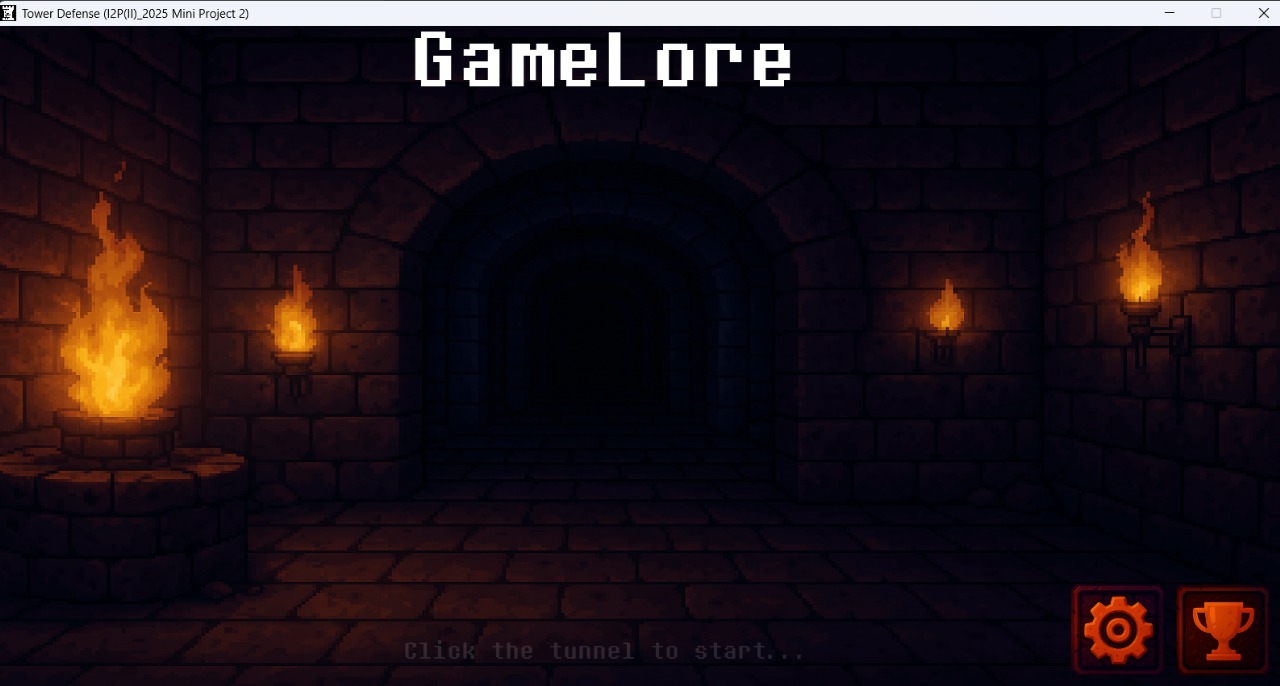 Tower Defense (I2P(II)_2025 Mini Project 2)
GameLore
Click the tunnel to start...